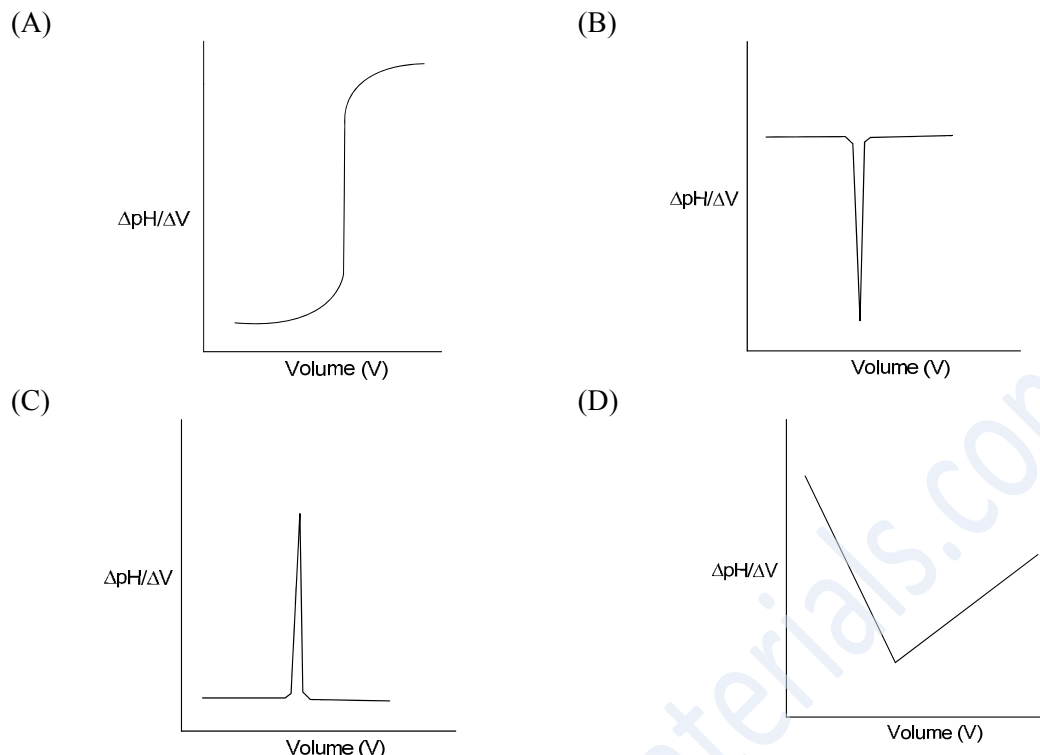 (A)
(B)
ΔpH/ΔV
Volume (V)
ΔpH/ΔV
Volume (V)
(C)
(D)
ΔpH/ΔV
Volume (V)
ΔpH/ΔV
Volume (V)